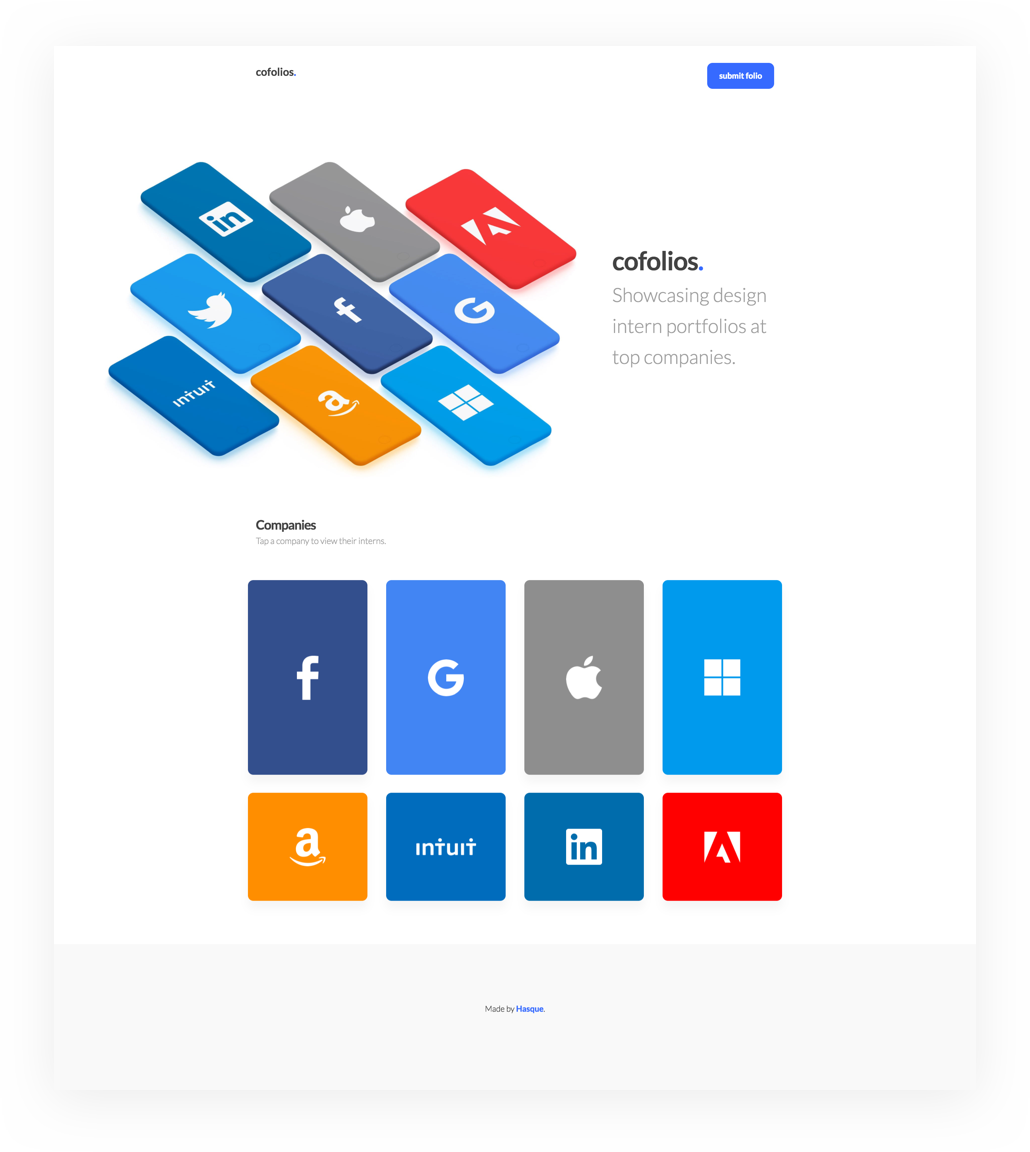 cofolios.
submit folio
in
intuit
f
G
a
cofolios.
Showcasing design
intern portfolios at
top companies.
Companies
Tap a company to view their interns.
f
G
a
intuit
in
Made by Hasque.